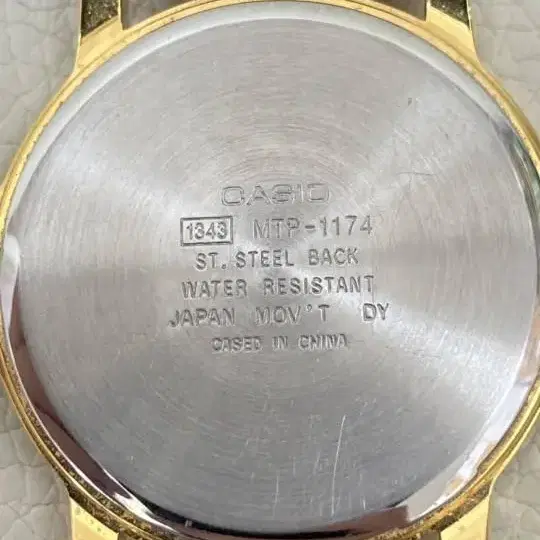 CASIO
1343 MTP-1174
ST. STEEL BACK
WATER RESISTANT
JAPAN MOV'T DY
CASED IN CHINA